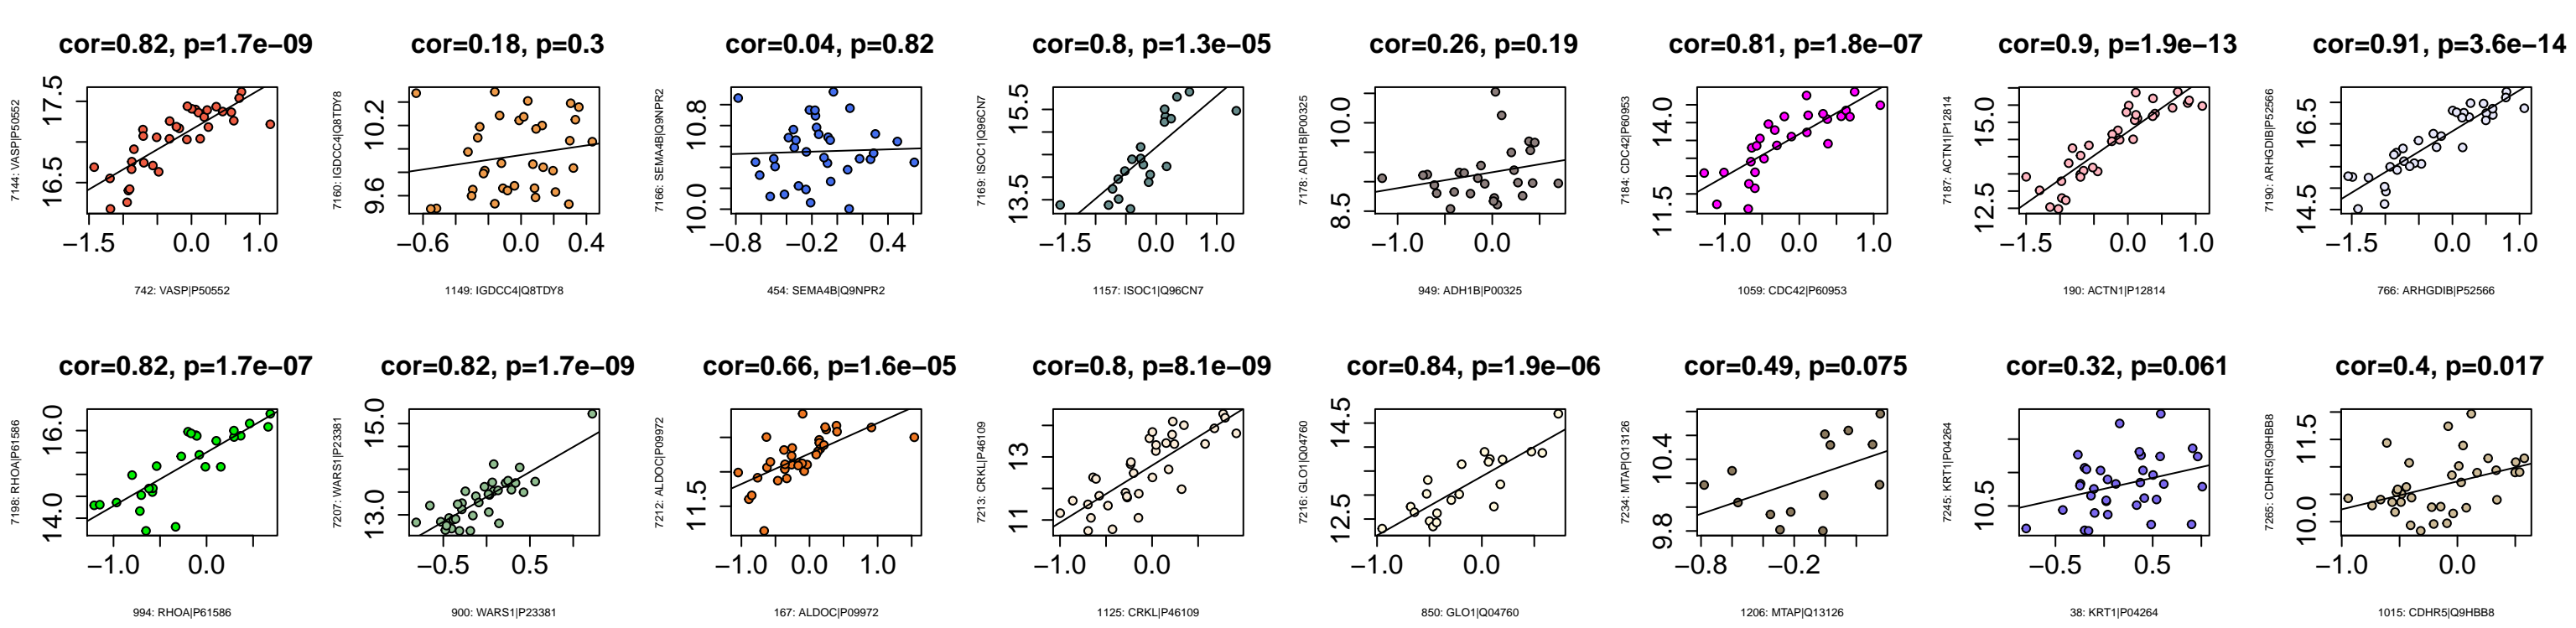 cor=0.82, p=1.7e−09
7144: VASP|P50552
16.5 17.5
−1.5 0.0 1.0
742: VASP|P50552
cor=0.18, p=0.3
7160: IGDCC4|Q8TDY8
9.6 10.2
−0.6 0.0 0.4
1149: IGDCC4|Q8TDY8
cor=0.04, p=0.82
7166: SEMA4B|Q9NPR2
10.0 10.8
−0.8 −0.2 0.4
454: SEMA4B|Q9NPR2
cor=0.8, p=1.3e−05
7169: ISOC1|Q96CN7
13.5 15.5
−1.5 0.0 1.0
1157: ISOC1|Q96CN7
cor=0.26, p=0.19
7178: ADH1B|P00325
8.5 10.0
−1.0 0.0
949: ADH1B|P00325
cor=0.81, p=1.8e−07
7184: CDC42|P60953
11.5 14.0
−1.0 0.0 1.0
1059: CDC42|P60953
cor=0.9, p=1.9e−13
7187: ACTN1|P12814
12.5 15.0
−1.5 0.0 1.0
190: ACTN1|P12814
cor=0.91, p=3.6e−14
7190: ARHGDIB|P52566
14.5 16.5
−1.5 0.0 1.0
766: ARHGDIB|P52566
cor=0.82, p=1.7e−07
7198: RHOA|P61586
14.0 16.0
−1.0 0.0
994: RHOA|P61586
cor=0.82, p=1.7e−09
7207: WARS1|P23381
13.0 15.0
−0.5 0.5
900: WARS1|P23381
cor=0.66, p=1.6e−05
7212: ALDOC|P09972
11.5
−1.0 0.0 1.0
167: ALDOC|P09972
cor=0.8, p=8.1e−09
7213: CRKL|P46109
11 13
−1.0 0.0
1125: CRKL|P46109
cor=0.84, p=1.9e−06
7216: GLO1|Q04760
12.5 14.5
−1.0 0.0
850: GLO1|Q04760
cor=0.49, p=0.075
7234: MTAP|Q13126
9.8 10.4
−0.8 −0.2
1206: MTAP|Q13126
cor=0.32, p=0.061
7245: KRT1|P04264
10.5
−0.5 0.5
38: KRT1|P04264
cor=0.4, p=0.017
7265: CDHR5|Q9HBB8
10.0 11.5
−1.0 0.0
1015: CDHR5|Q9HBB8